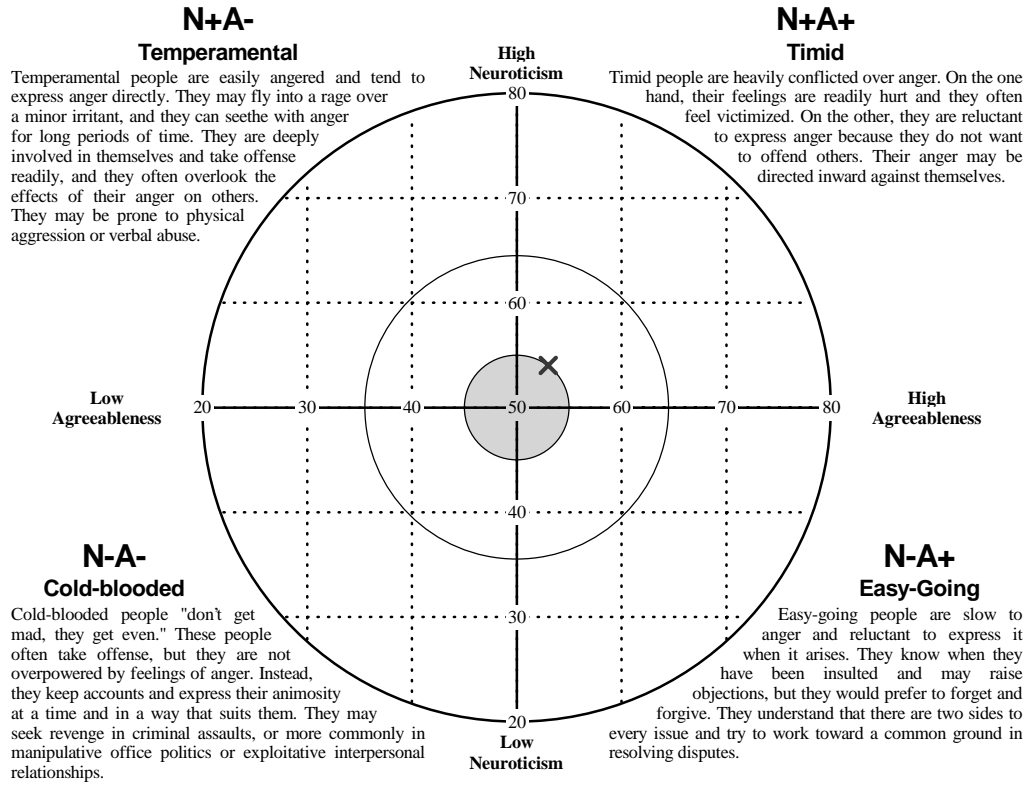 N+A-
Temperamental
Temperamental people are easily angered and tend to
express anger directly. They may fly into a rage over
a minor irritant, and they can seethe with anger
for long periods of time. They are deeply
involved in themselves and take offense
readily, and they often overlook the
effects of their anger on others.
They may be prone to physical
aggression or verbal abuse.
High
Neuroticism
N+A+
Timid
Timid people are heavily conflicted over anger. On the one
hand, their feelings are readily hurt and they often
feel victimized. On the other, they are reluctant
to express anger because they do not want
to offend others. Their anger may be
directed inward against themselves.
80
70
60
Low
Agreeableness
20 30 40 50 60 70 80
High
Agreeableness
40
30
20
N-A-
Cold-blooded
Cold-blooded people "don't get
mad, they get even." These people
often take offense, but they are not
overpowered by feelings of anger. Instead,
they keep accounts and express their animosity
at a time and in a way that suits them. They may
seek revenge in criminal assaults, or more commonly in
manipulative office politics or exploitative interpersonal
relationships.
Low
Neuroticism
N-A+
Easy-Going
Easy-going people are slow to
anger and reluctant to express it
when it arises. They know when they
have been insulted and may raise
objections, but they would prefer to forget and
forgive. They understand that there are two sides to
every issue and try to work toward a common ground in
resolving disputes.